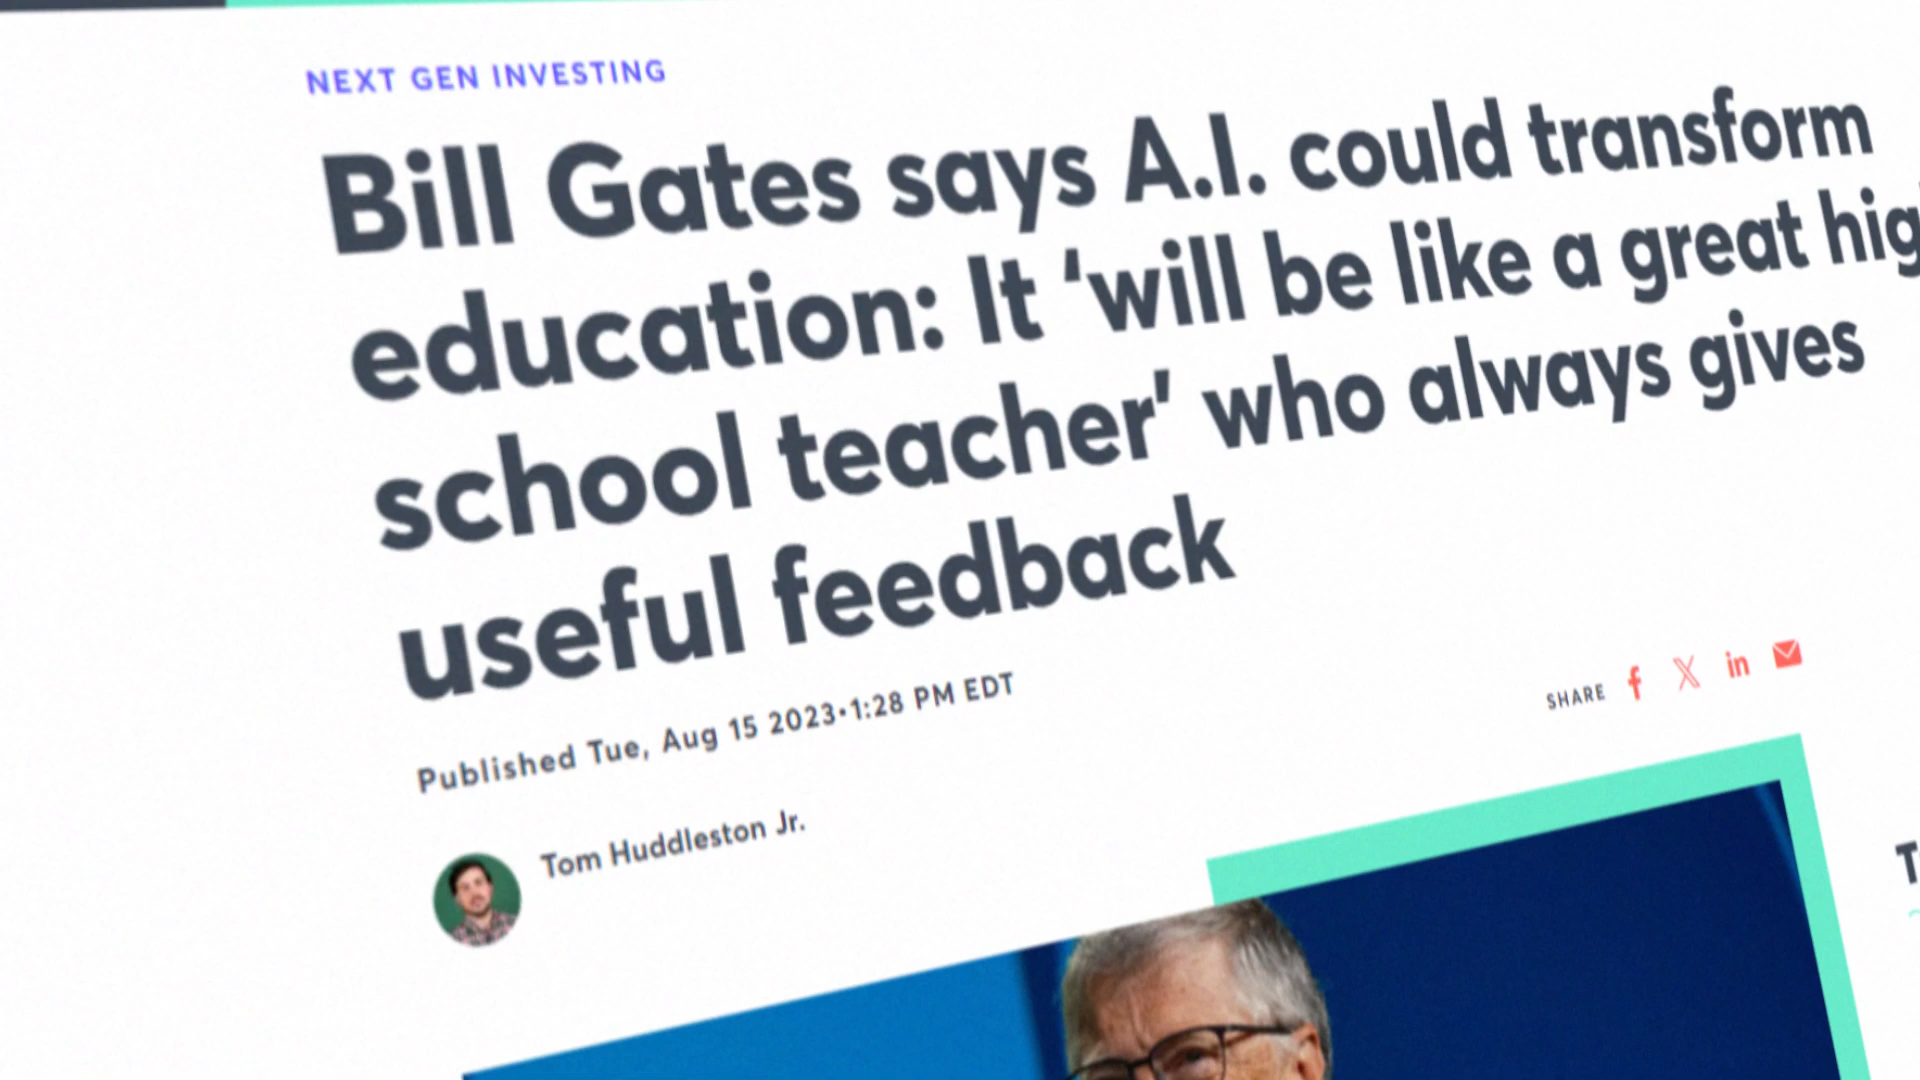 NEXT GEN INVESTING
Bill Gates says A.I. could transform
education: It ‘will be like a great
school teacher’ who always gives
useful feedback
Published Tue, Aug 15 2023•1:28 PM EDT
SHARE
Tom Huddleston Jr.